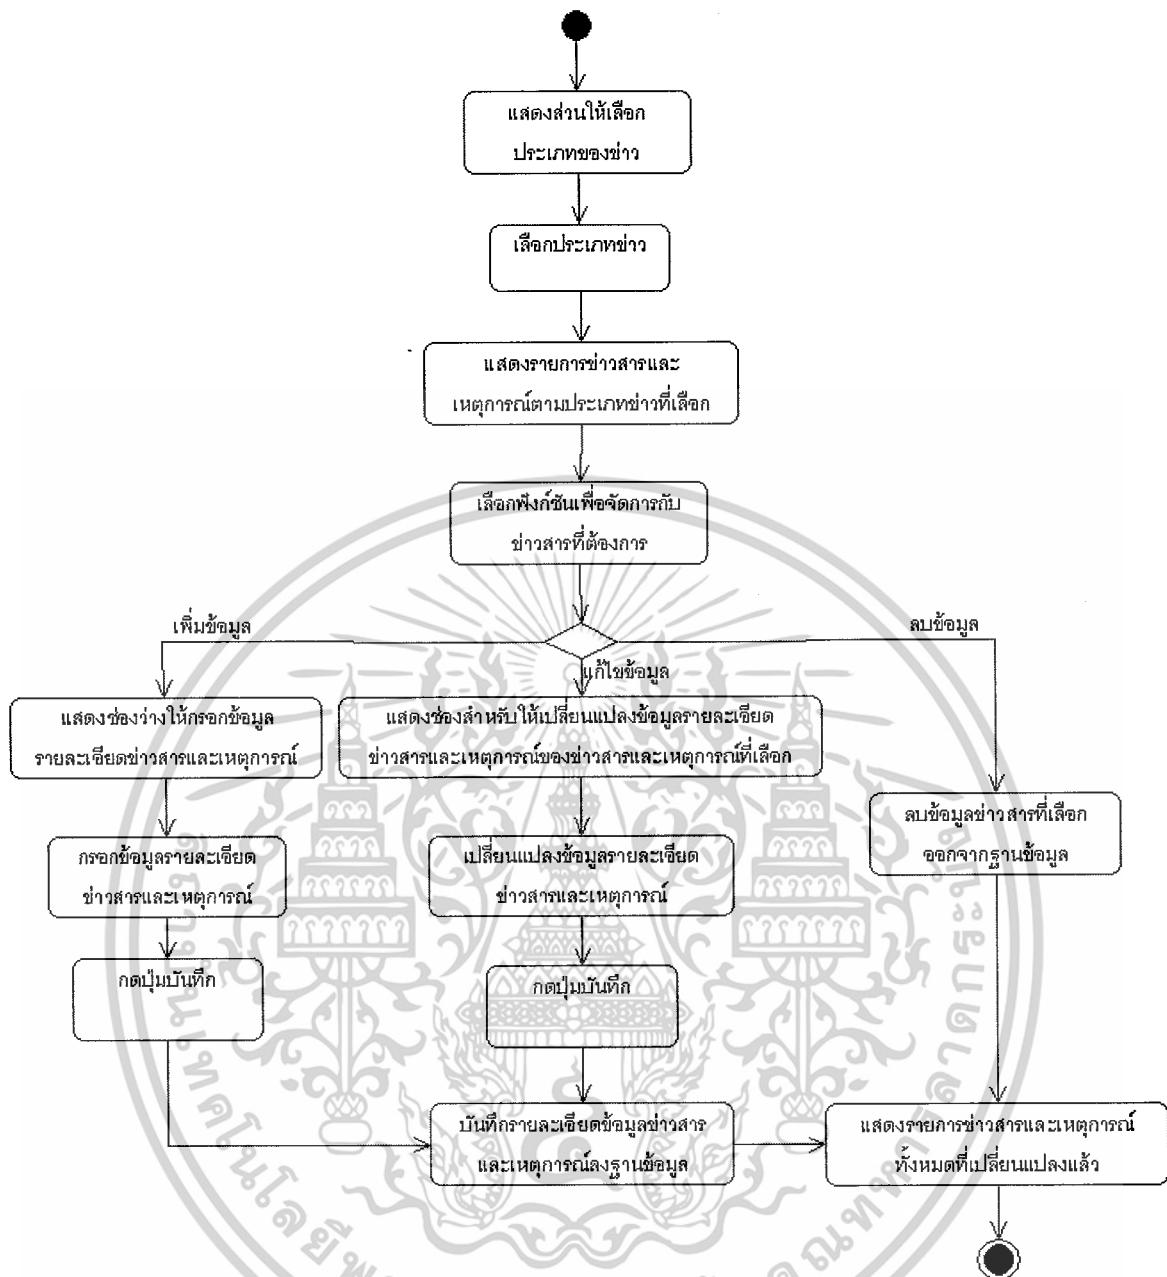 แสดงส่วนให้เลือก
ประเภทของข่าว
เลือกประเภทข่าว
แสดงรายการข่าวสารและ
เหตุการณ์ตามประเภทข่าวที่เลือก
เลือกฟังก์ชันเพื่อจัดการกับ
ข่าวสารที่ต้องการ
เพิ่มข้อมูล
แก้ไขข้อมูล
ลบข้อมูล
แสดงช่องว่างให้กรอกข้อมูล
รายละเอียดข่าวสารและเหตุการณ์
แสดงช่องสำหรับให้เปลี่ยนแปลงข้อมูลรายละเอียด
ข่าวสารและเหตุการณ์ของข่าวสารและเหตุการณ์ที่เลือก
ลบข้อมูลข่าวสารที่เลือก
ออกจากฐานข้อมูล
กรอกข้อมูลรายละเอียด
ข่าวสารและเหตุการณ์
เปลี่ยนแปลงข้อมูลรายละเอียด
ข่าวสารและเหตุการณ์
กดปุ่มบันทึก
กดปุ่มบันทึก
บันทึกรายละเอียดข้อมูลข่าวสาร
และเหตุการณ์ลงฐานข้อมูล
แสดงรายการข่าวสารและเหตุการณ์
ทั้งหมดที่เปลี่ยนแปลงแล้ว